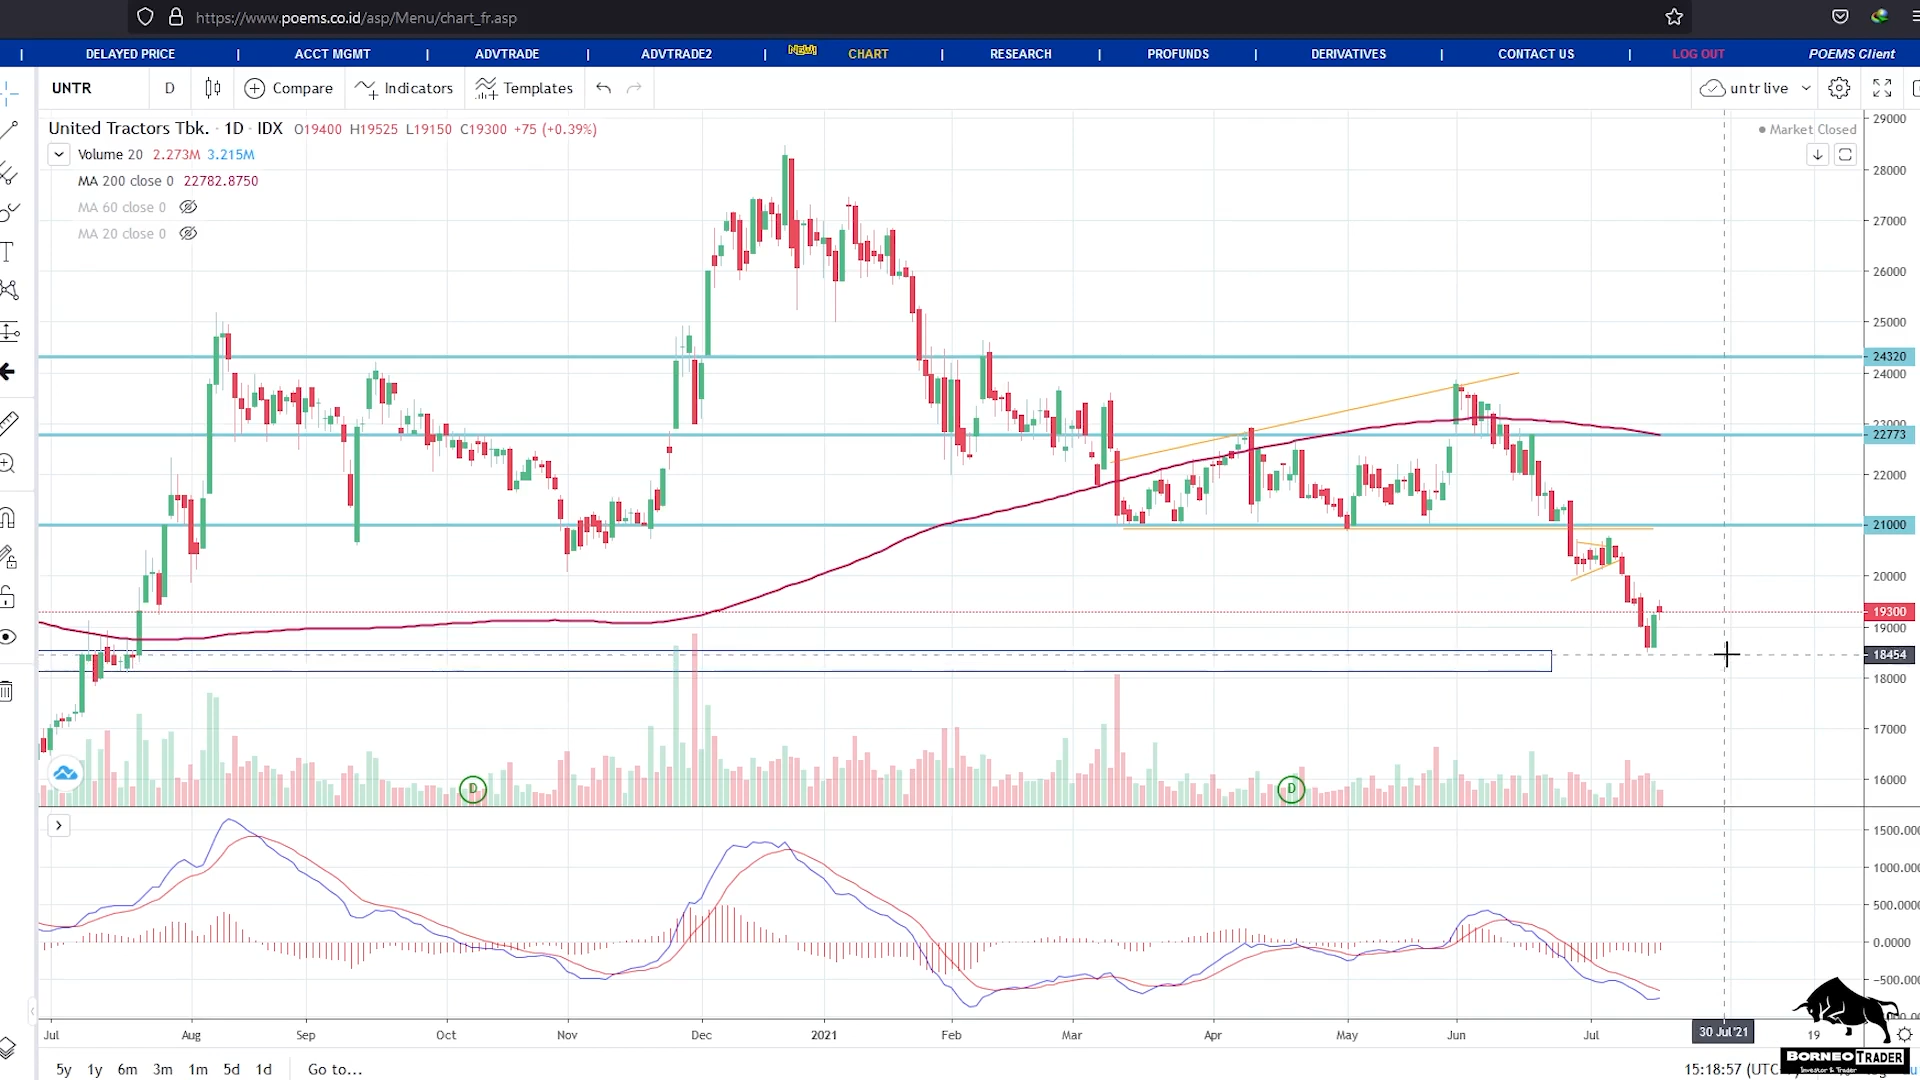 https://www.poems.co.id/asp/Menu/chart_fr.asp
| DELAYED PRICE | ACCT MGMT | ADVTRADE | ADVTRADE2 | NEW! CHART | RESEARCH | PROFUNDS | DERIVATIVES | CONTACT US | LOG OUT POEMS Client
UNTR D Compare Indicators Templates untr live
United Tractors Tbk. · 1D · IDX O19400 H19525 L19150 C19300 +75 (+0.39%)
Market Closed
Volume 20 2.273M 3.215M
MA 200 close 0 22782.8750
MA 60 close 0
MA 20 close 0
29000
28000
27000
26000
25000
24320
24000
23000
22773
22000
21000
20000
19300
19000
18454
18000
17000
16000
D D
1500.000
1000.000
500.0000
0.0000
-500.000
Jul Aug Sep Oct Nov Dec 2021 Feb Mar Apr May Jun Jul 30 Jul'21 19
BORNEO TRADER
Investor & Trader
5y 1y 6m 3m 1m 5d 1d Go to... 15:18:57 (UTC